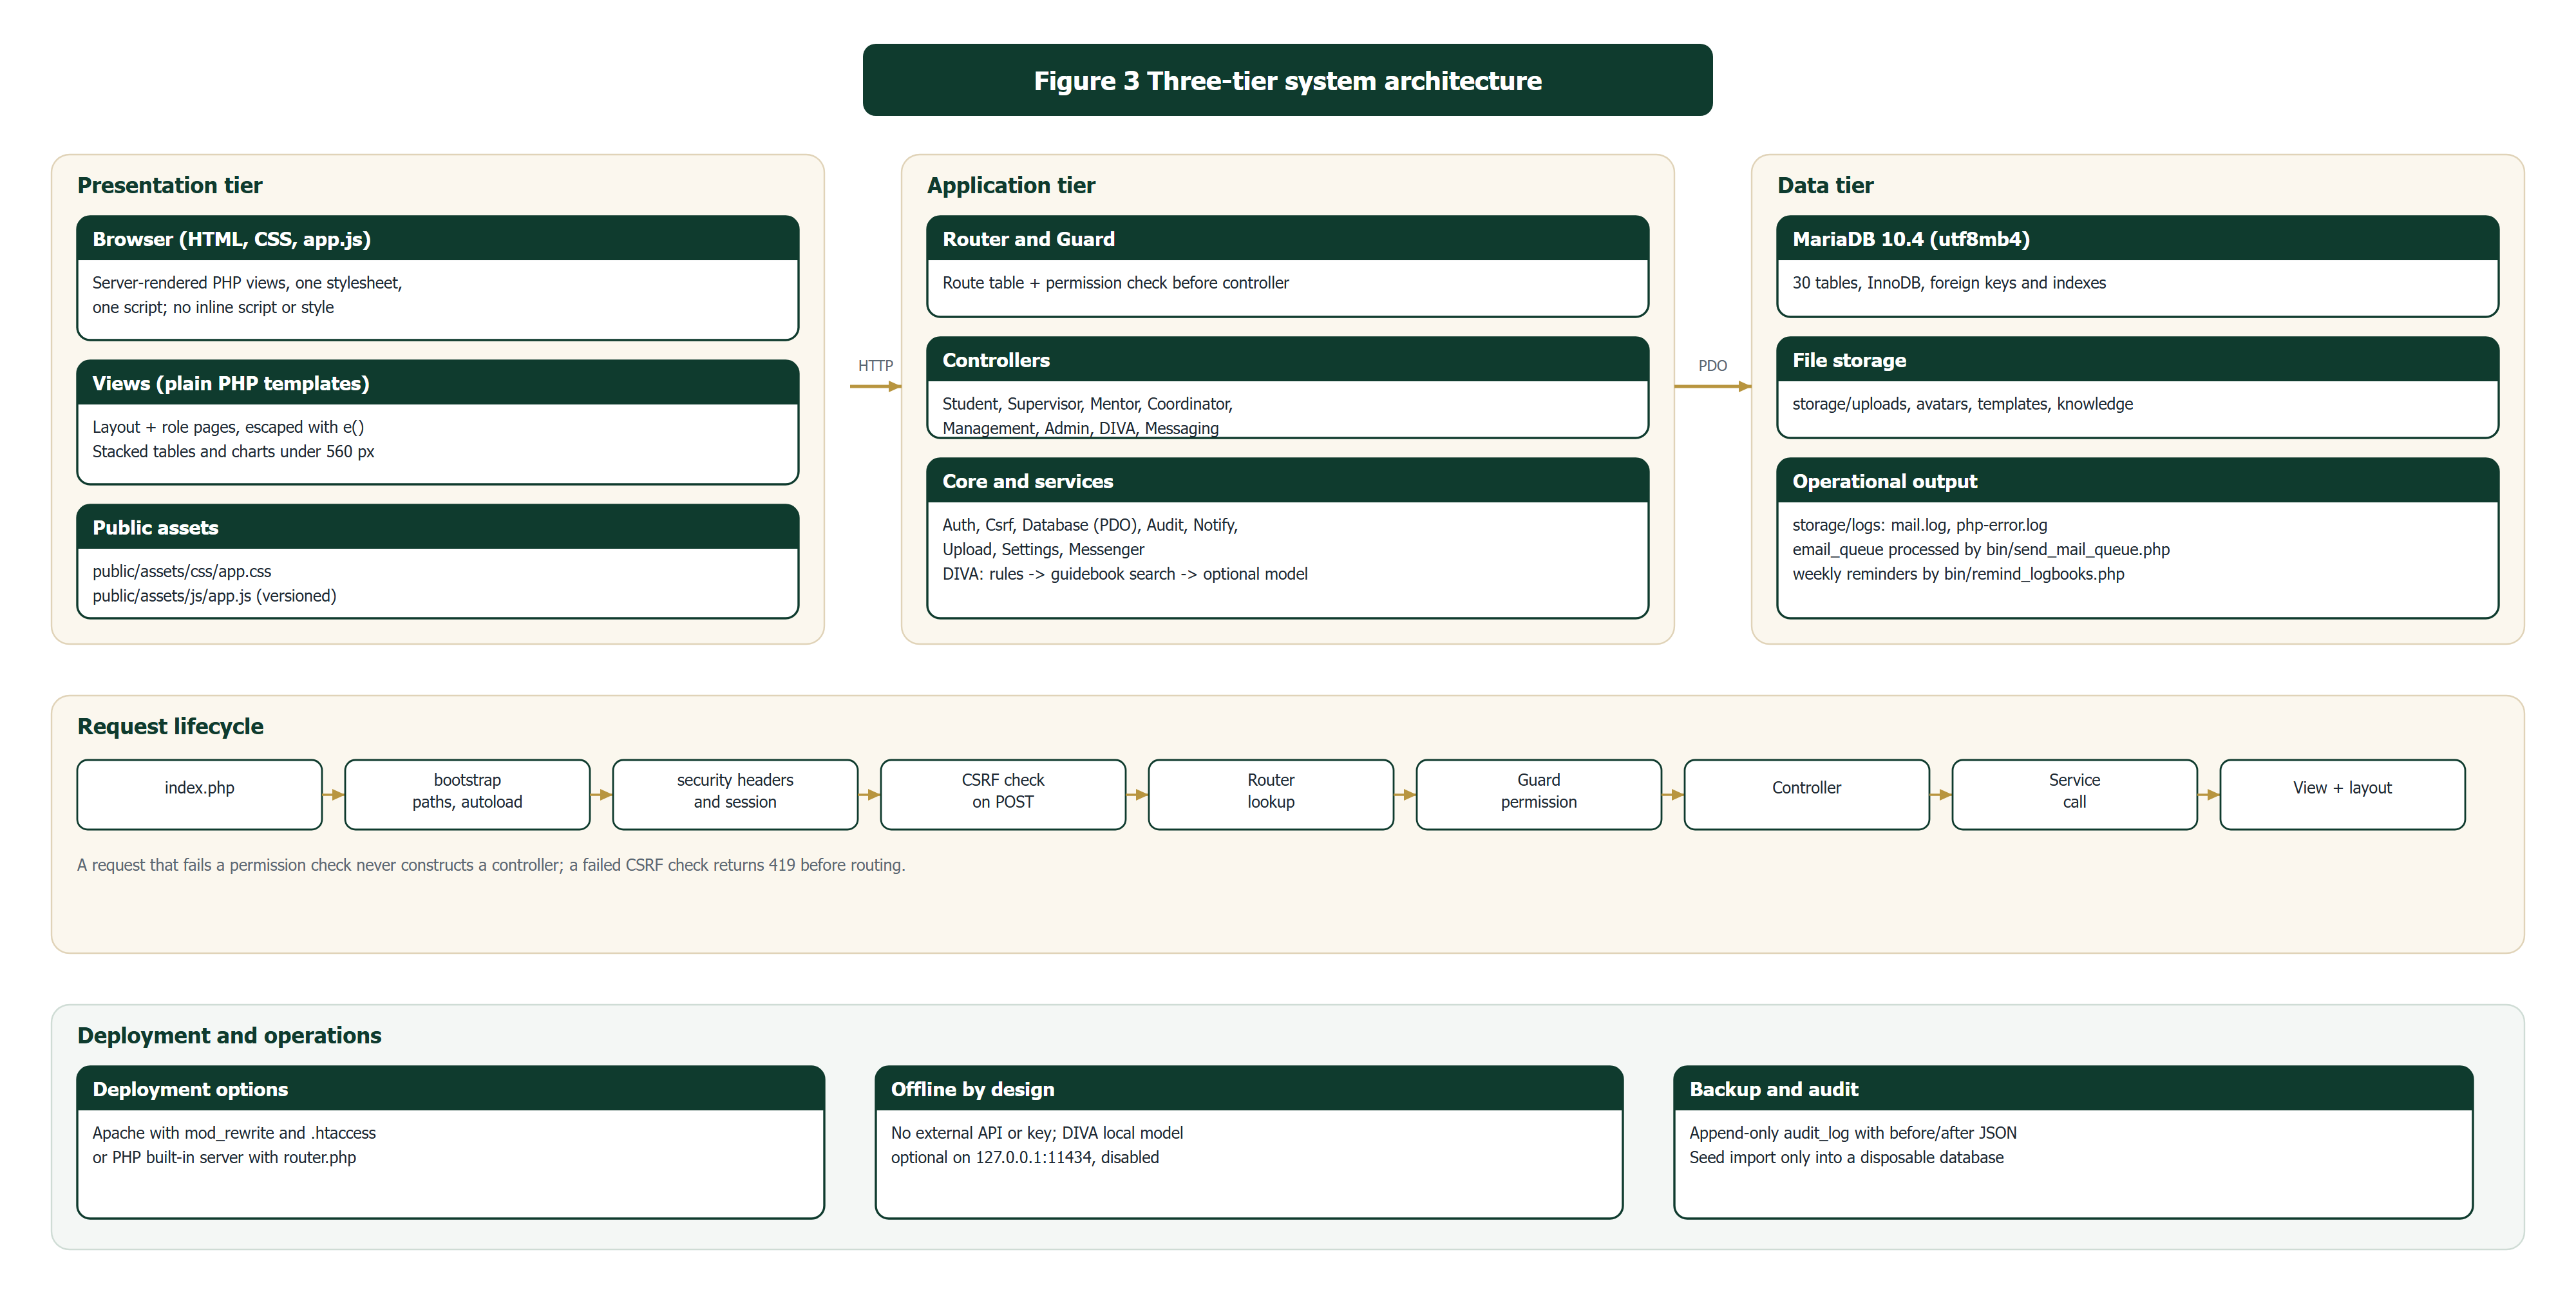 Figure 3 Three-tier system architecture
Presentation tier
Browser (HTML, CSS, app.js)
Server-rendered PHP views, one stylesheet,
one script; no inline script or style
Views (plain PHP templates)
Layout + role pages, escaped with e()
Stacked tables and charts under 560 px
Public assets
public/assets/css/app.css
public/assets/js/app.js (versioned)
HTTP
Application tier
Router and Guard
Route table + permission check before controller
Controllers
Student, Supervisor, Mentor, Coordinator,
Management, Admin, DIVA, Messaging
Core and services
Auth, Csrf, Database (PDO), Audit, Notify,
Upload, Settings, Messenger
DIVA: rules -> guidebook search -> optional model
PDO
Data tier
MariaDB 10.4 (utf8mb4)
30 tables, InnoDB, foreign keys and indexes
File storage
storage/uploads, avatars, templates, knowledge
Operational output
storage/logs: mail.log, php-error.log
email_queue processed by bin/send_mail_queue.php
weekly reminders by bin/remind_logbooks.php
Request lifecycle
index.php
bootstrap
paths, autoload
security headers
and session
CSRF check
on POST
Router
lookup
Guard
permission
Controller
Service
call
View + layout
A request that fails a permission check never constructs a controller; a failed CSRF check returns 419 before routing.
Deployment and operations
Deployment options
Apache with mod_rewrite and .htaccess
or PHP built-in server with router.php
Offline by design
No external API or key; DIVA local model
optional on 127.0.0.1:11434, disabled
Backup and audit
Append-only audit_log with before/after JSON
Seed import only into a disposable database